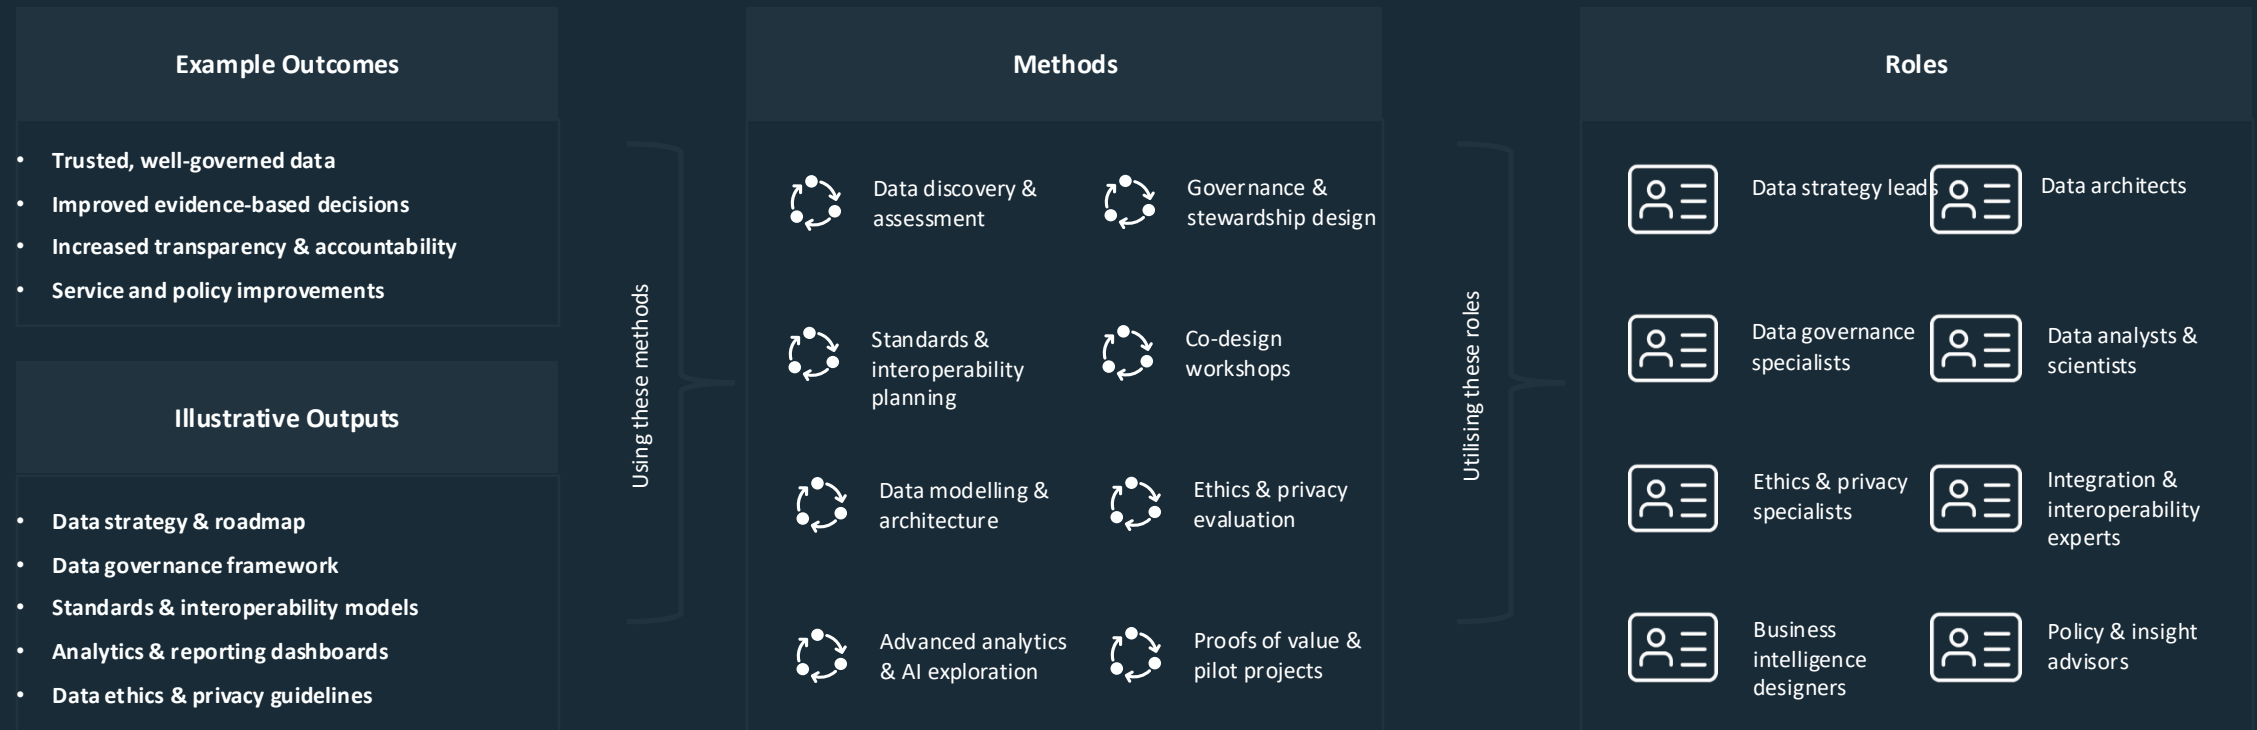 Example Outcomes
• Trusted, well-governed data
• Improved evidence-based decisions
• Increased transparency & accountability
• Service and policy improvements
Illustrative Outputs
• Data strategy & roadmap
• Data governance framework
• Standards & interoperability models
• Analytics & reporting dashboards
• Data ethics & privacy guidelines
Using these methods
Methods
Data discovery &
assessment
Governance &
stewardship design
Standards &
interoperability
planning
Co-design
workshops
Data modelling &
architecture
Ethics & privacy
evaluation
Advanced analytics
& AI exploration
Proofs of value &
pilot projects
Utilising these roles
Roles
Data strategy leads
Data architects
Data governance
specialists
Data analysts &
scientists
Ethics & privacy
specialists
Integration &
interoperability
experts
Business
intelligence
designers
Policy & insight
advisors